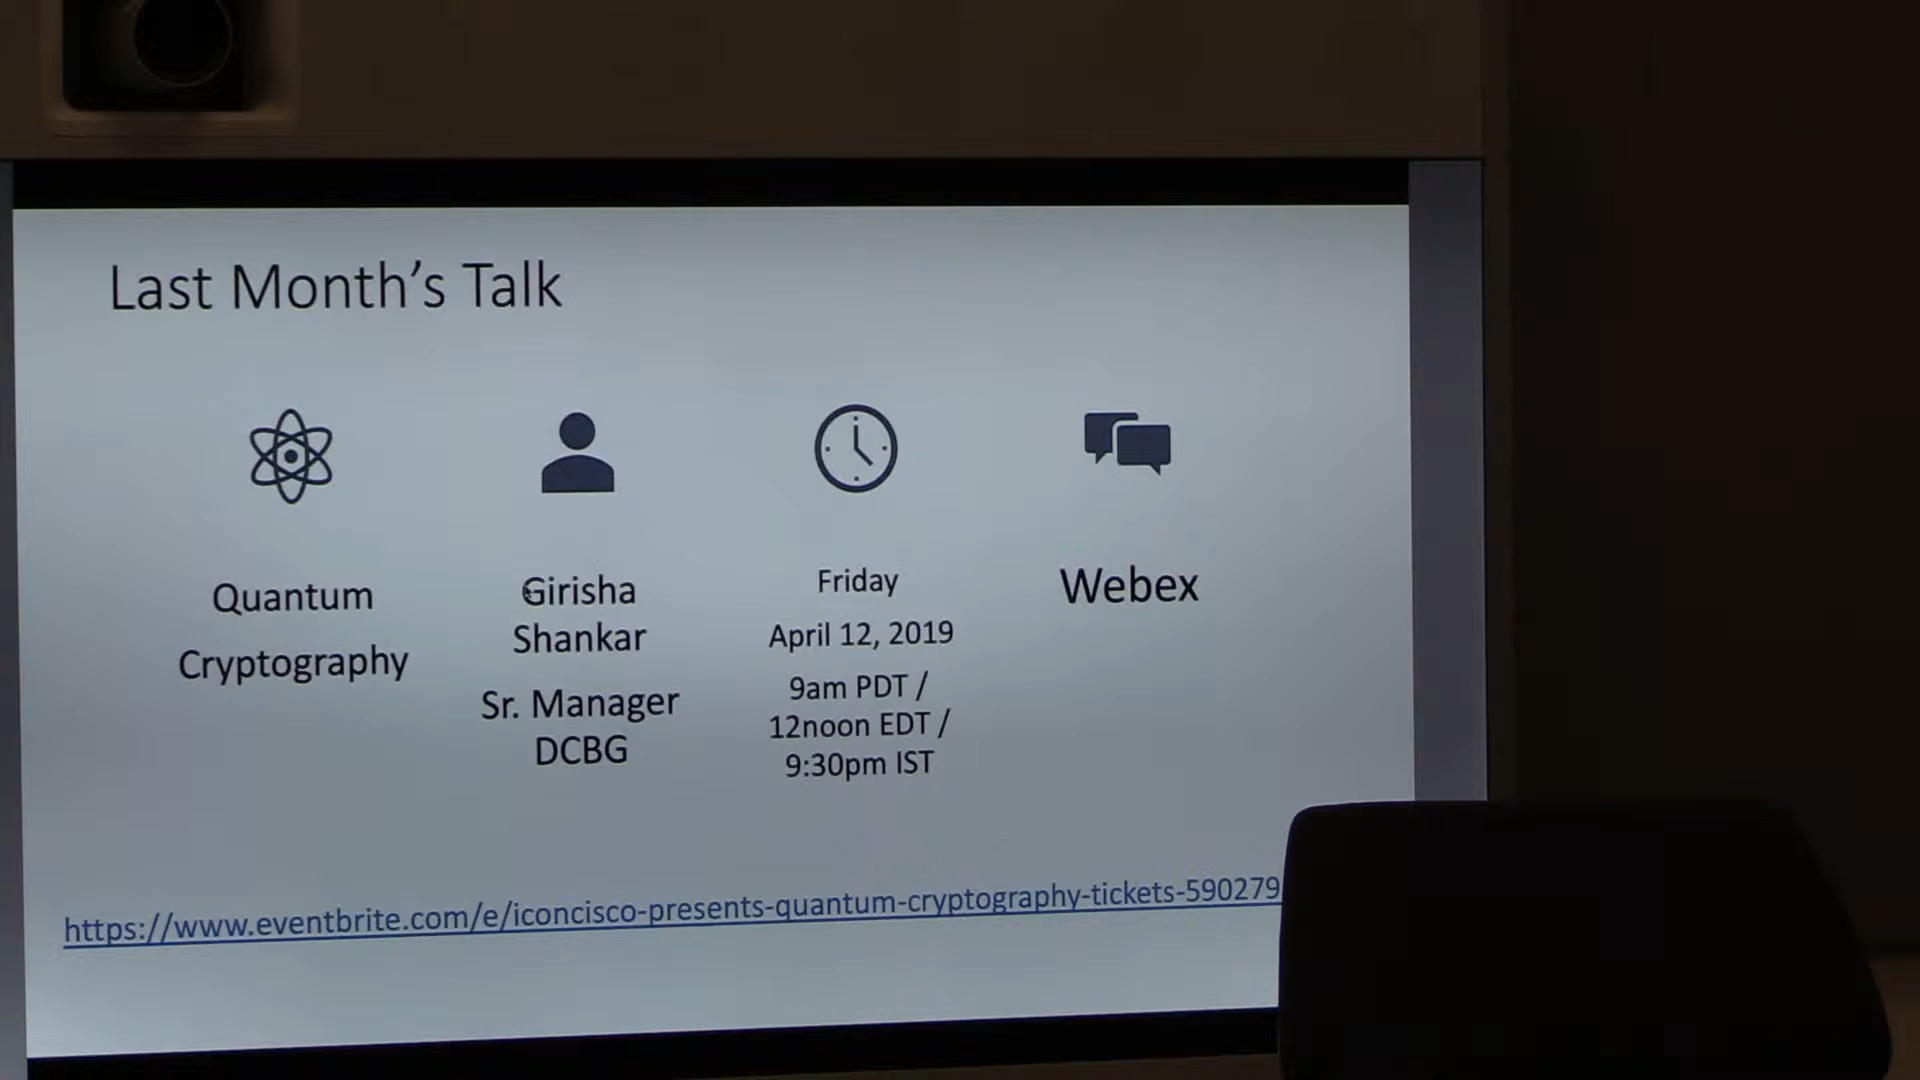 Last Month's Talk
Quantum
Cryptography
Girisha
Shankar
Sr. Manager
DCBG
Friday
April 12, 2019
9am PDT /
12noon EDT /
9:30pm IST
Webex
https://www.eventbrite.com/e/iconcisco-presents-quantum-cryptography-tickets-590279